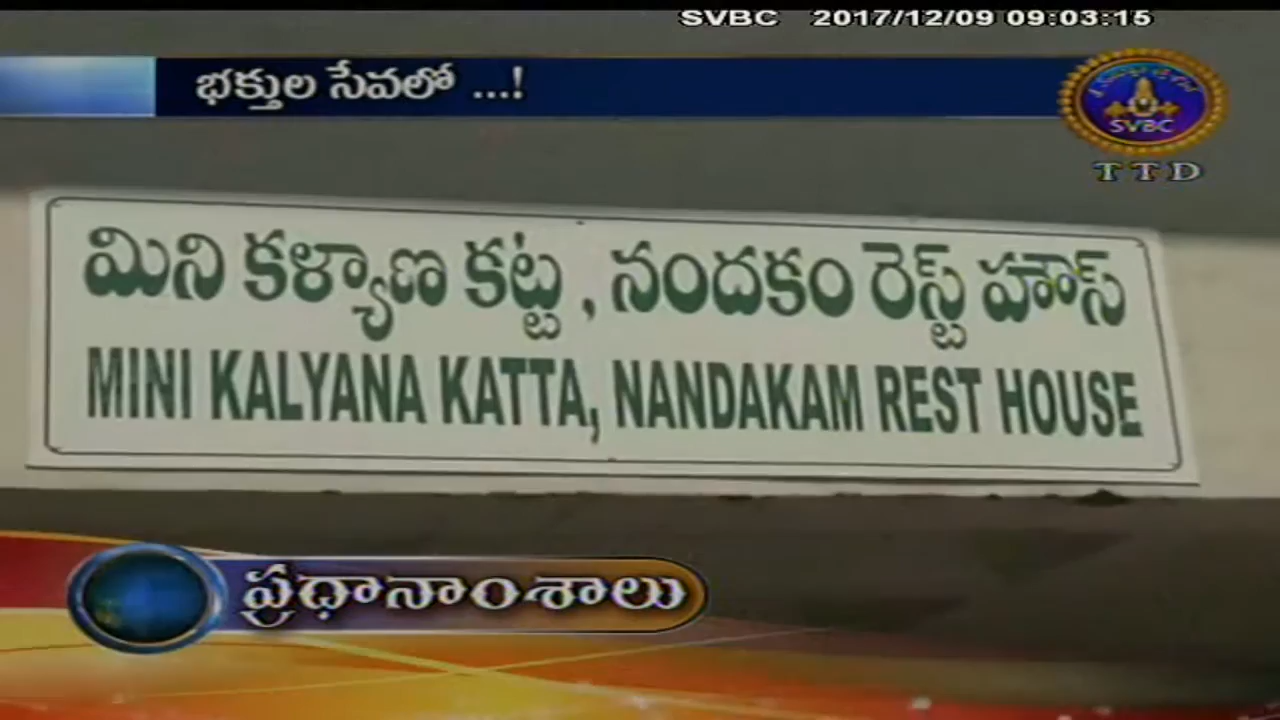 SVBC 2017/12/09 09:03:15
భక్తుల సేవలో ...!
SVBC
TTD
మిని కళ్యాణ కట్ట, నందకం రెస్ట్ హౌస్
MINI KALYANA KATTA, NANDAKAM REST HOUSE
ప్రధానాంశాలు